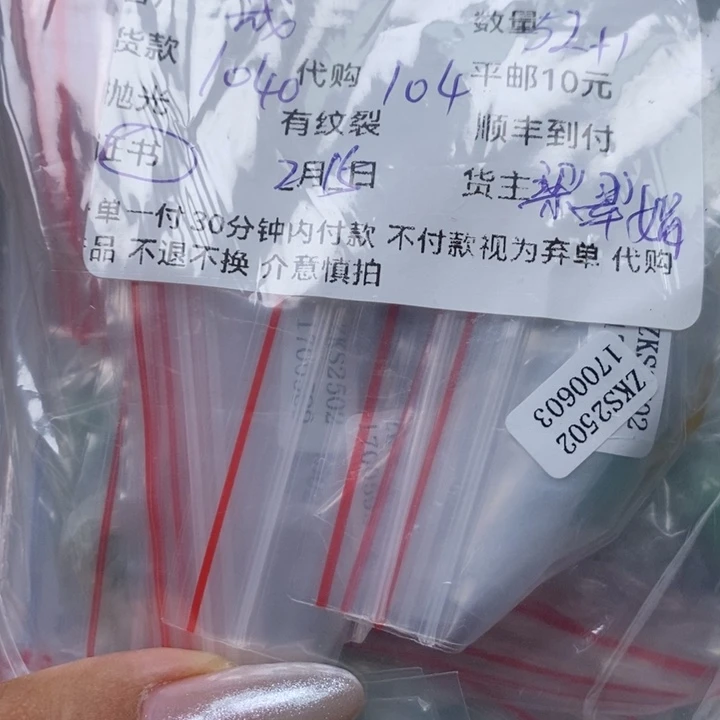 数量52+1
货款 1040 代购 104 平邮10元
抛光 有纹裂 顺丰到付
证书 2月15日 货主
单一付 30分钟内付款 不付款视为弃单 代购
品 不退不换 介意慎拍
ZKS2502
1700603
ZKS2502